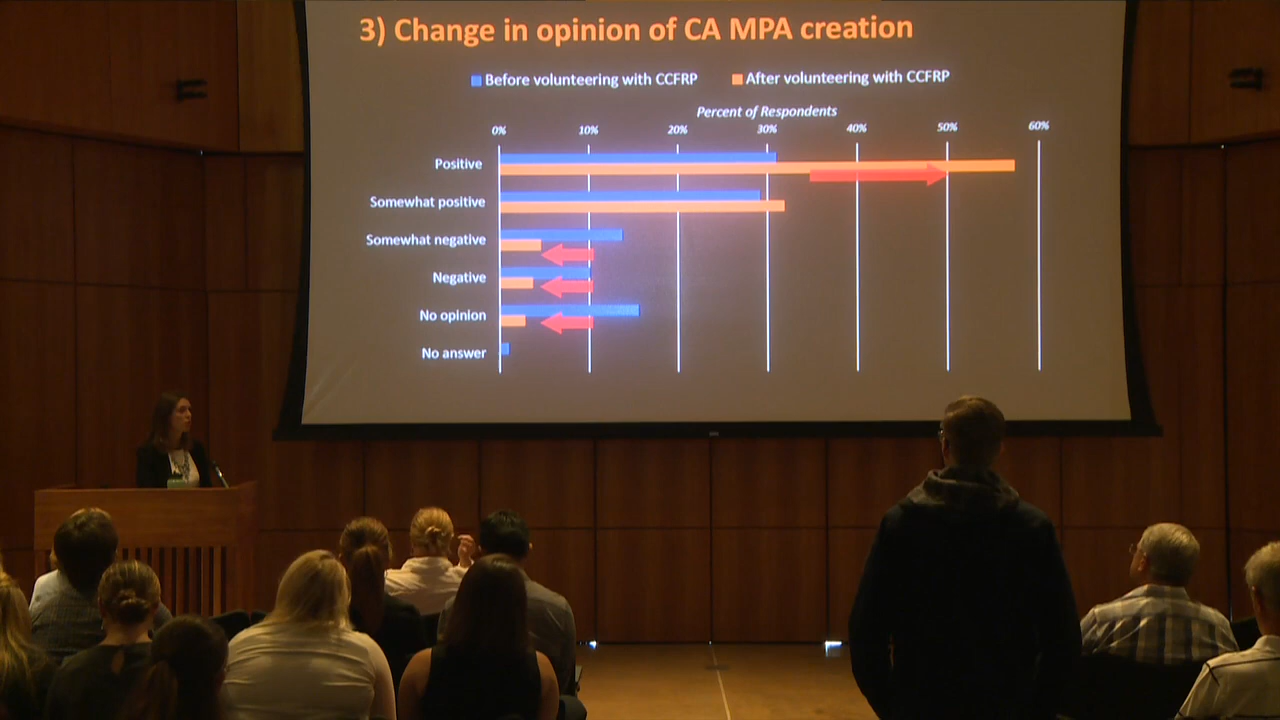 3) Change in opinion of CA MPA creation
Before volunteering with CCFRP After volunteering with CCFRP
Percent of Respondents
0% 10% 20% 30% 40% 50% 60%
Positive
Somewhat positive
Somewhat negative
Negative
No opinion
No answer